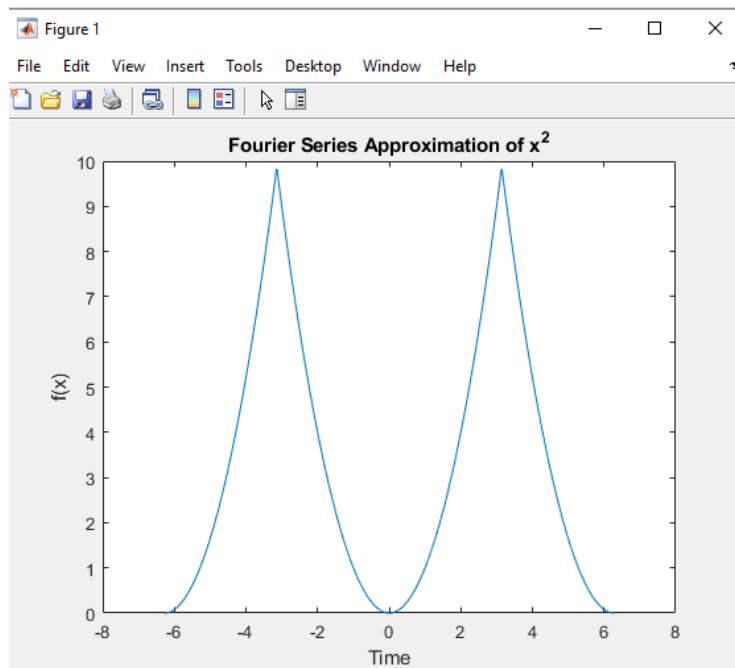 Figure 1
File Edit View Insert Tools Desktop Window Help
Fourier Series Approximation of x²
10
9
8
7
6
5
4
3
2
1
0
f(x)
-8 -6 -4 -2 0 2 4 6 8
Time